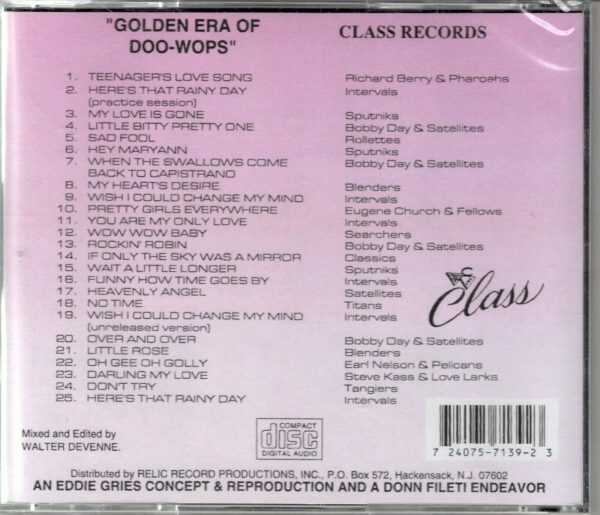 "GOLDEN ERA OF
DOO-WOPS"
CLASS RECORDS
1. TEENAGER'S LOVE SONG Richard Berry & Pharoahs
2. HERE'S THAT RAINY DAY Intervals
(practice session)
3. MY LOVE IS GONE Sputniks
4. LITTLE BITTY PRETTY ONE Bobby Day & Satellites
5. SAD FOOL Rollettes
6. HEY MARYANN Sputniks
7. WHEN THE SWALLOWS COME Bobby Day & Satellites
BACK TO CAPISTRANO
8. MY HEART'S DESIRE Blenders
9. WISH I COULD CHANGE MY MIND Intervals
10. PRETTY GIRLS EVERYWHERE Eugene Church & Fellows
11. YOU ARE MY ONLY LOVE Intervals
12. WOW WOW BABY Searchers
13. ROCKIN' ROBIN Bobby Day & Satellites
14. IF ONLY THE SKY WAS A MIRROR Classics
15. WAIT A LITTLE LONGER Sputniks
16. FUNNY HOW TIME GOES BY Intervals
17. HEAVENLY ANGEL Satellites
18. NO TIME Titans
19. WISH I COULD CHANGE MY MIND Intervals
(unreleased version)
20. OVER AND OVER Bobby Day & Satellites
21. LITTLE ROSE Blenders
22. OH GEE OH GOLLY Earl Nelson & Pelicans
23. DARLING MY LOVE Steve Kass & Love Larks
24. DON'T TRY Tangiers
25. HERE'S THAT RAINY DAY Intervals
Class
Mixed and Edited by
WALTER DEVENNE.
COMPACT
disc
DIGITAL AUDIO
7 24075-7139-2 3
Distributed by RELIC RECORD PRODUCTIONS, INC., P.O. Box 572, Hackensack, N.J. 07602
AN EDDIE GRIES CONCEPT & REPRODUCTION AND A DONN FILETI ENDEAVOR